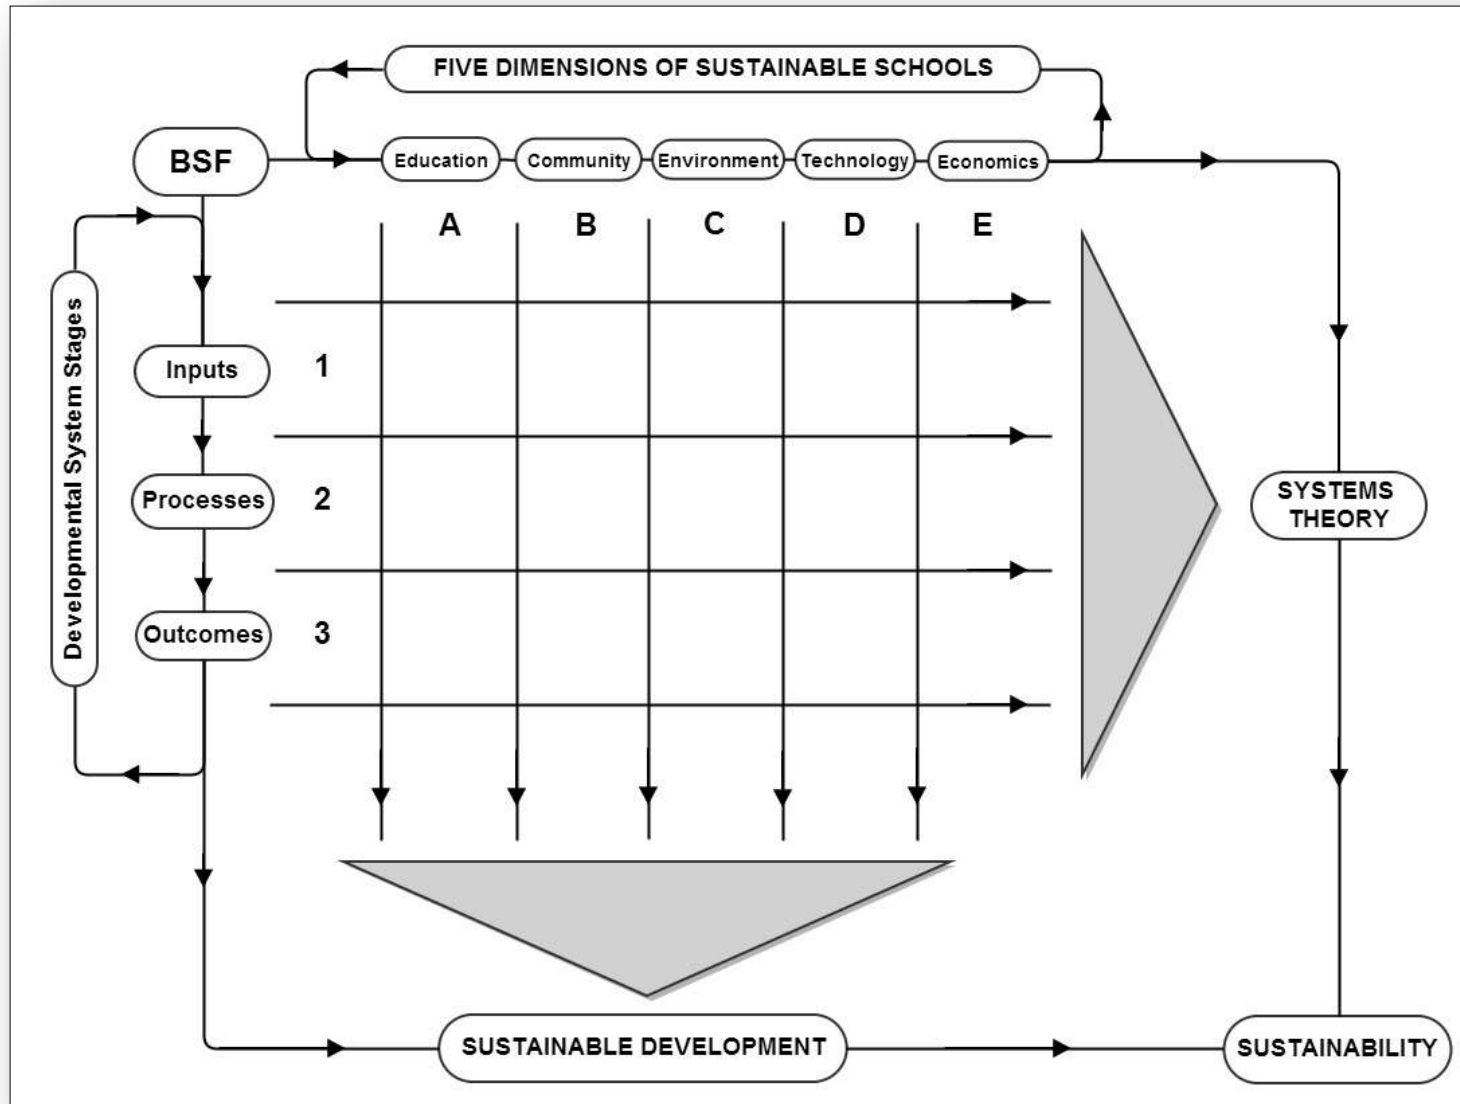 FIVE DIMENSIONS OF SUSTAINABLE SCHOOLS
BSF
Education
Community
Environment
Technology
Economics
A
B
C
D
E
Developmental System Stages
Inputs
1
Processes
2
Outcomes
3
SYSTEMS
THEORY
SUSTAINABLE DEVELOPMENT
SUSTAINABILITY